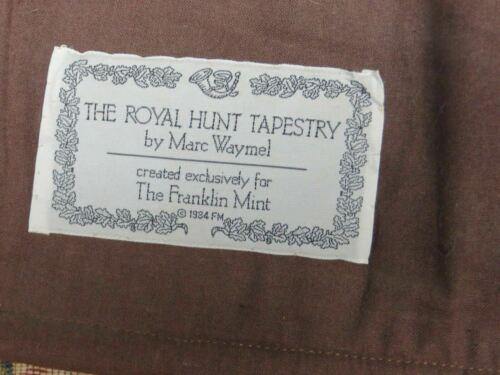 THE ROYAL HUNT TAPESTRY
by Marc Waymel
created exclusively for
The Franklin Mint
© 1984 FM